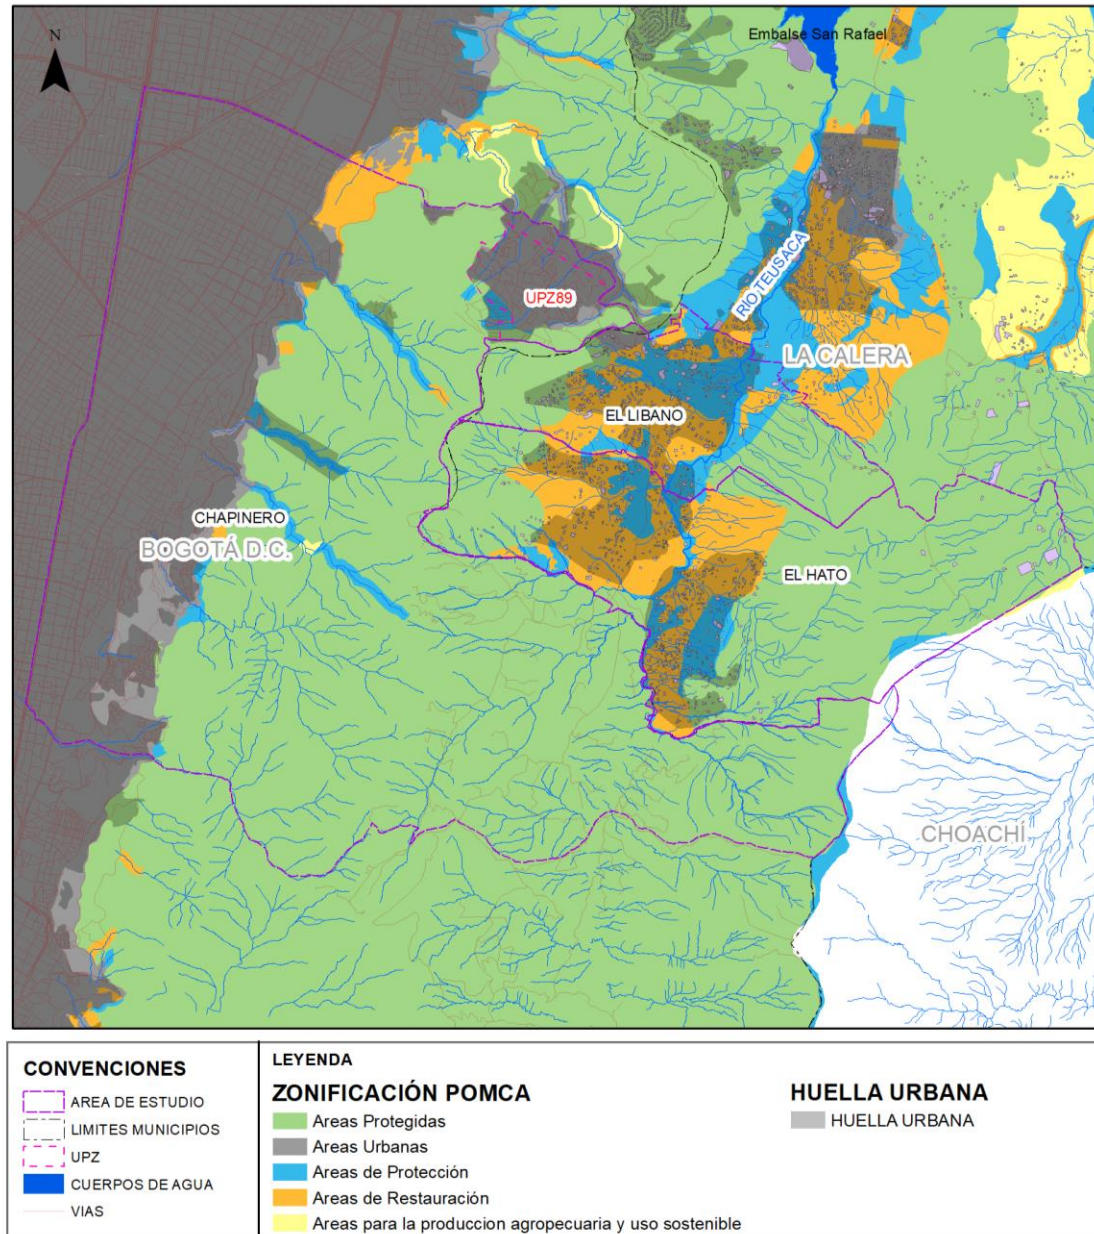 N
Embalse San Rafael
RIO TEUSACA
UPZ89
LA CALERA
EL LIBANO
CHAPINERO
BOGOTÁ D.C.
EL HATO
CHOACHÍ
CONVENCIONES
AREA DE ESTUDIO
LIMITES MUNICIPIOS
UPZ
CUERPOS DE AGUA
VIAS
LEYENDA
ZONIFICACIÓN POMCA
Areas Protegidas
Areas Urbanas
Areas de Protección
Areas de Restauración
Areas para la produccion agropecuaria y uso sostenible
HUELLA URBANA
HUELLA URBANA